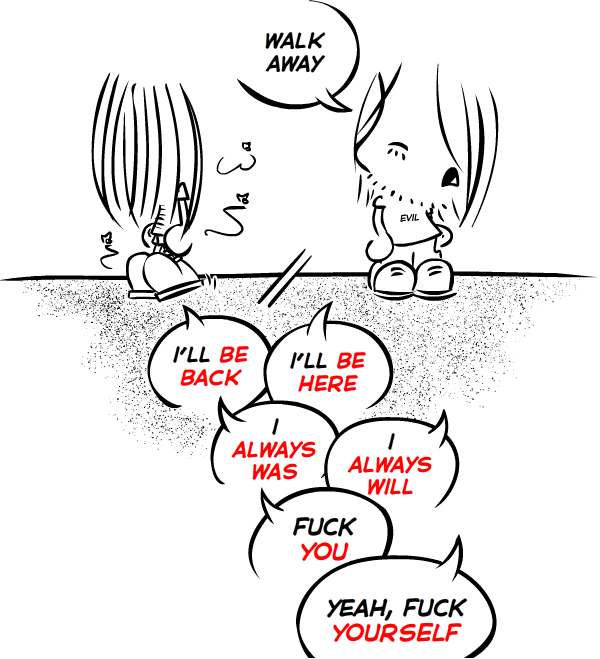 WALK
AWAY
EVIL
I'LL BE
BACK
I'LL BE
HERE
I
ALWAYS
WAS
I
ALWAYS
WILL
FUCK
YOU
YEAH, FUCK
YOURSELF